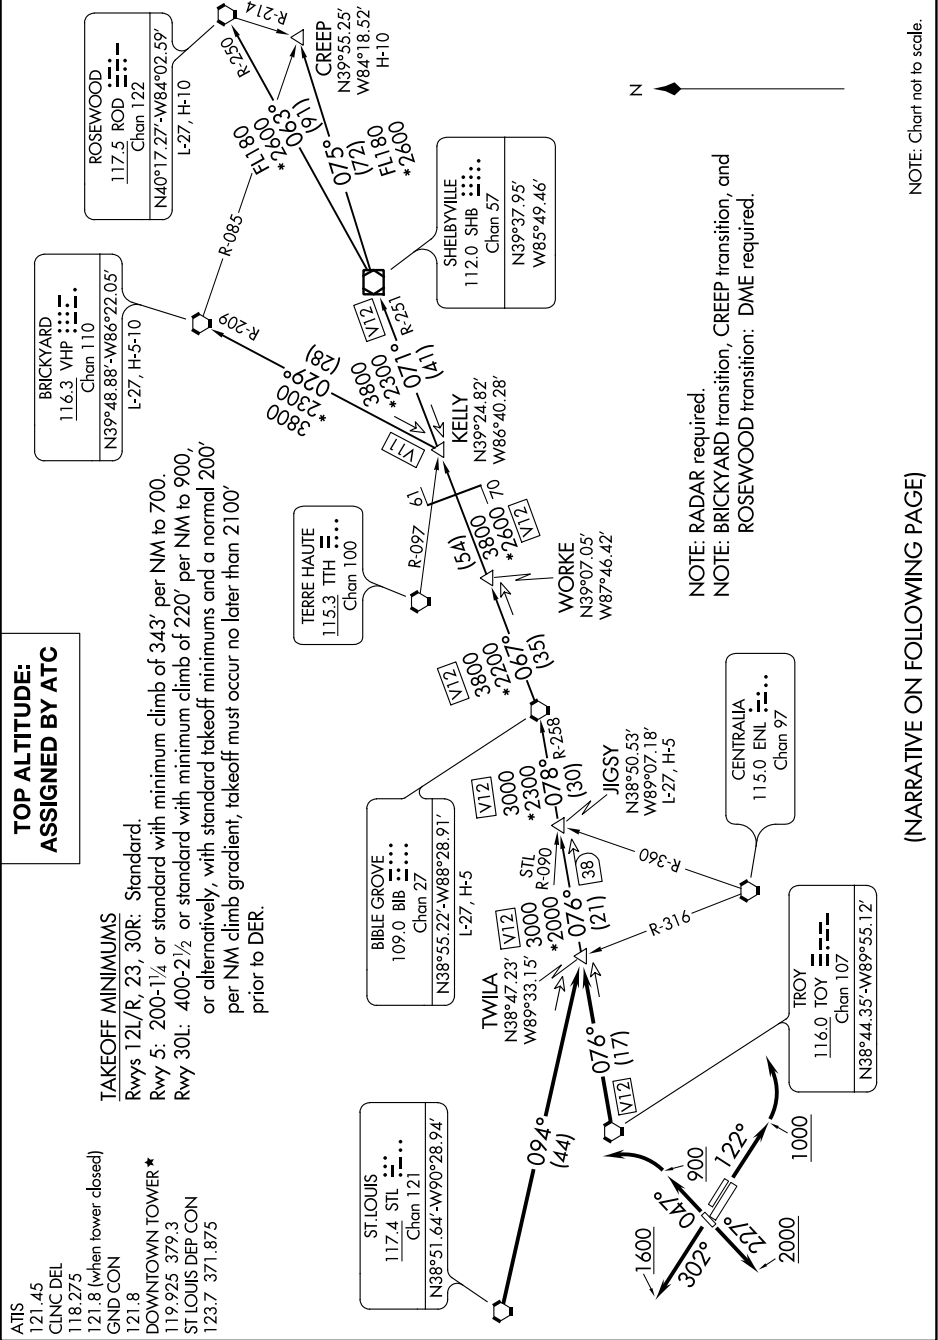 TOP ALTITUDE:
ASSIGNED BY ATC
ATIS
121.45
CLNC DEL
118.275
121.8 (when tower closed)
GND CON
121.8
DOWNTOWN TOWER★
119.925 379.3
ST LOUIS DEP CON
123.7 371.875
TAKEOFF MINIMUMS
Rwys 12L/R, 23, 30R: Standard.
Rwy 5: 200-1¼ or standard with minimum climb of 343' per NM to 700.
Rwy 30L: 400-2½ or standard with minimum climb of 220' per NM to 900,
or alternatively, with standard takeoff minimums and a normal 200'
per NM climb gradient, takeoff must occur no later than 2100'
prior to DER.
ST.LOUIS
117.4 STL
Chan 121
N38°51.64'-W90°28.94'
094°
(44)
1600
302°
047°
900
227°
2000
122°
1000
TROY
116.0 TOY
Chan 107
N38°44.35'-W89°55.12'
V12
076°
(17)
TWILA
N38°47.23'
W89°33.15'
V12
3000
*2000
076°
(21)
STL
R-090
38
R-316
R-360
CENTRALIA
115.0 ENL
Chan 97
JIGSY
N38°50.53'
W89°07.18'
L-27, H-5
V12
3000
*2300
078°
(30)
R-258
BIBLE GROVE
109.0 BIB
Chan 27
N38°55.22'-W88°28.91'
L-27, H-5
V12
3800
*2200
067°
(35)
WORKE
N39°07.05'
W87°46.42'
(54)
3800
*2600
V12
61
70
TERRE HAUTE
115.3 TTH
Chan 100
R-097
KELLY
N39°24.82'
W86°40.28'
V11
3800
*2300
029°
(28)
R-209
BRICKYARD
116.3 VHP
Chan 110
N39°48.88'-W86°22.05'
L-27, H-5-10
R-085
V12
3800
*2300
071°
(41)
R-251
SHELBYVILLE
112.0 SHB
Chan 57
N39°37.95'
W85°49.46'
FL180
*2600
063°
(91)
R-250
075°
(72)
FL180
*2600
ROSEWOOD
117.5 ROD
Chan 122
N40°17.27'-W84°02.59'
L-27, H-10
R-214
CREEP
N39°55.25'
W84°18.52'
H-10
N
NOTE: RADAR required.
NOTE: BRICKYARD transition, CREEP transition, and
ROSEWOOD transition: DME required.
NOTE: Chart not to scale.
(NARRATIVE ON FOLLOWING PAGE)